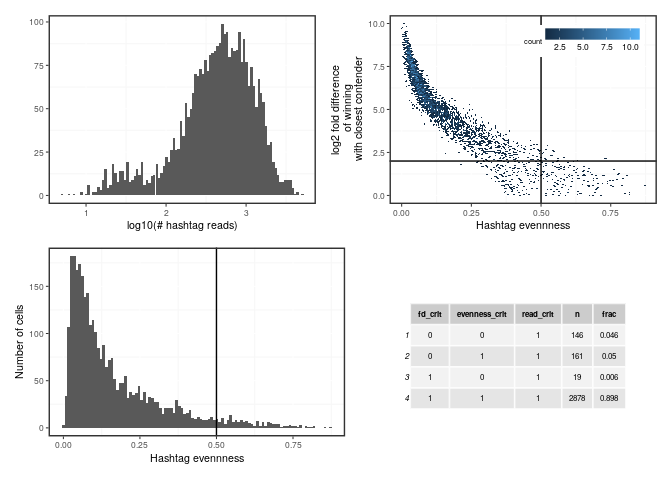 100
75
50
25
0
1
2
3
log10(# hashtag reads)
10.0
7.5
5.0
2.5
0.0
log2 fold difference
of winning
with closest contender
count
2.5 5.0 7.5 10.0
0.00 0.25 0.50 0.75
Hashtag evennness
150
100
50
0
Number of cells
0.00 0.25 0.50 0.75
Hashtag evennness
fd_crit evenness_crit read_crit n frac
1 0 0 1 146 0.046
2 0 1 1 161 0.05
3 1 0 1 19 0.006
4 1 1 1 2878 0.898